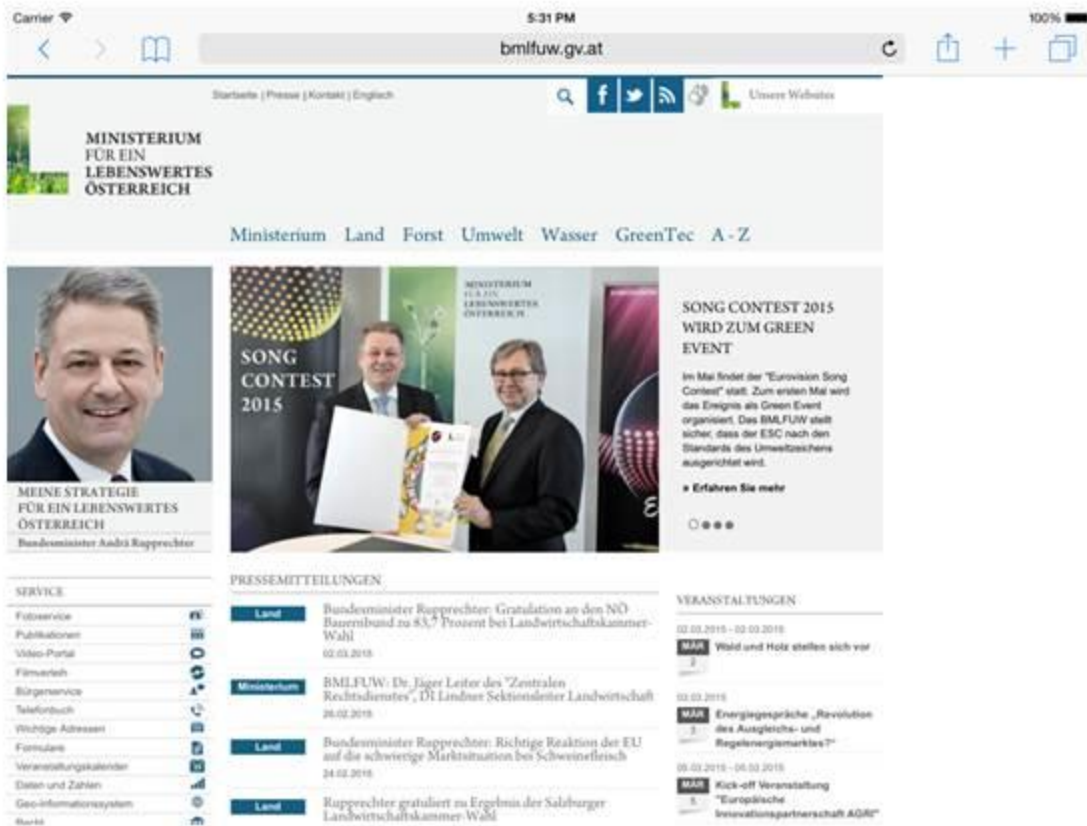 Carrier
5:31 PM
100%
bmlfuw.gv.at
Startseite | Presse | Kontakt | Englisch
Unsere Websites
MINISTERIUM
FÜR EIN
LEBENSWERTES
ÖSTERREICH
Ministerium Land Forst Umwelt Wasser GreenTec A - Z
MINISTERIUM
FÜR EIN
LEBENSWERTES
ÖSTERREICH
SONG
CONTEST
2015
SONG CONTEST 2015
WIRD ZUM GREEN
EVENT
Im Mai findet der "Eurovision Song
Contest" statt. Zum ersten Mal wird
das Ereignis als Green Event
organisiert. Das BMLFUW stellt
sicher, dass der ESC nach den
Standards des Umweltzeichens
ausgerichtet wird.
» Erfahren Sie mehr
MEINE STRATEGIE
FÜR EIN LEBENSWERTES
ÖSTERREICH
Bundesminister Andrä Rupprechter
SERVICE
Fotoservice
Publikationen
Video-Portal
Filmverleih
Bürgerservice
Telefonbuch
Wichtige Adressen
Formulare
Veranstaltungskalender
Daten und Zahlen
Geo-Informationssystem
Recht
PRESSEMITTEILUNGEN
Land
Bundesminister Rupprechter: Gratulation an den NÖ
Bauernbund zu 83,7 Prozent bei Landwirtschaftskammer-
Wahl
02.03.2015
Ministerium
BMLFUW: Dr. Jäger Leiter des "Zentralen
Rechtsdienstes", DI Lindner Sektionsleiter Landwirtschaft
26.02.2015
Land
Bundesminister Rupprechter: Richtige Reaktion der EU
auf die schwierige Marktsituation bei Schweinefleisch
24.02.2015
Land
Rupprechter gratuliert zu Ergebnis der Salzburger
Landwirtschaftskammer-Wahl
VERANSTALTUNGEN
02.03.2015 - 02.03.2015
MÄR
2
Wald und Holz stellen sich vor
03.03.2015
MÄR
3
Energiegespräche „Revolution
des Ausgleichs- und
Regelenergiemarktes?"
05.03.2015 - 05.03.2015
MÄR
5
Kick-off Veranstaltung
"Europäische
Innovationspartnerschaft AGRI"